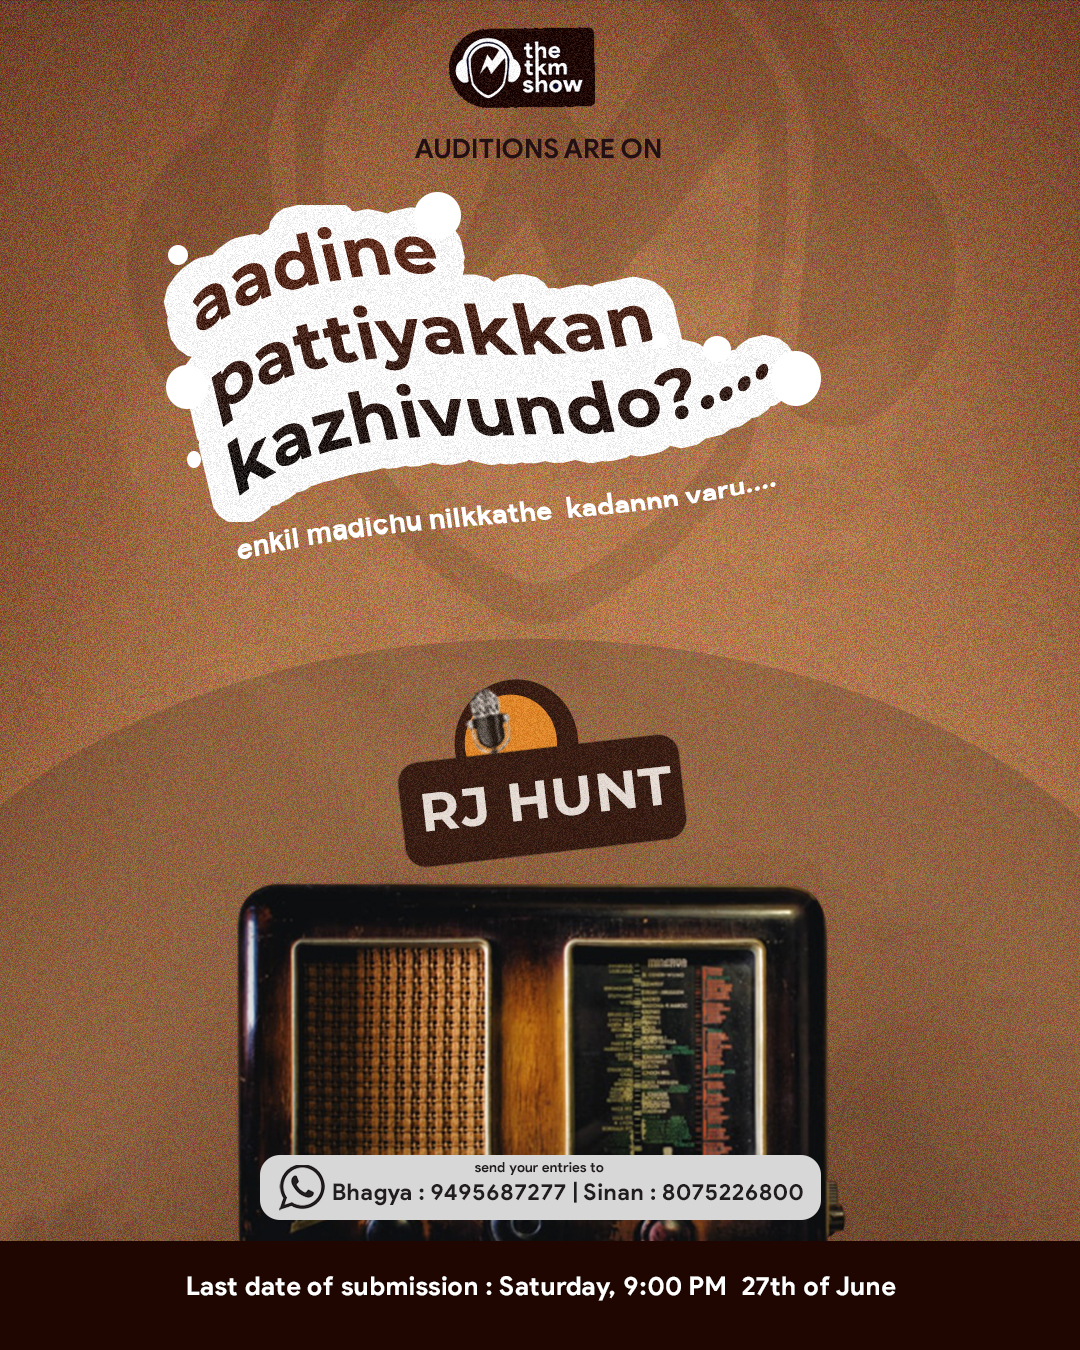 the
tkm
show
AUDITIONS ARE ON
aadine
pattiyakkan
kazhivundo?....
enkil madichu nilkkathe kadannn varu....
RJ HUNT
MINERVA
send your entries to
Bhagya : 9495687277 | Sinan : 8075226800
Last date of submission : Saturday, 9:00 PM 27th of June